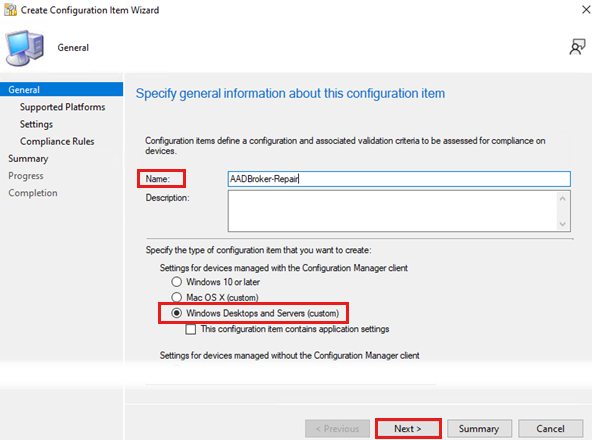 Create Configuration Item Wizard
General
General
Supported Platforms
Settings
Compliance Rules
Summary
Progress
Completion
Specify general information about this configuration item
Configuration items define a configuration and associated validation criteria to be assessed for compliance on
devices.
Name:
AADBroker-Repair
Description:
Specify the type of configuration item that you want to create:
Settings for devices managed with the Configuration Manager client
Windows 10 or later
Mac OS X (custom)
Windows Desktops and Servers (custom)
This configuration item contains application settings
Settings for devices managed without the Configuration Manager client
< Previous
Next >
Summary
Cancel